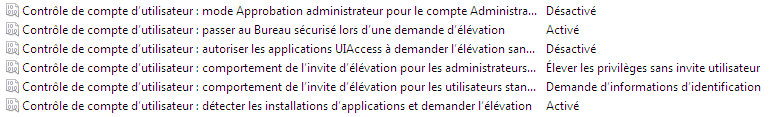 Contrôle de compte d'utilisateur : mode Approbation administrateur pour le compte Administra... Désactivé
Contrôle de compte d'utilisateur : passer au Bureau sécurisé lors d'une demande d'élévation Activé
Contrôle de compte d'utilisateur : autoriser les applications UIAccess à demander l'élévation san... Désactivé
Contrôle de compte d'utilisateur : comportement de l'invite d'élévation pour les administrateurs... Élever les privilèges sans invite utilisateur
Contrôle de compte d'utilisateur : comportement de l'invite d'élévation pour les utilisateurs stan... Demande d'informations d'identification
Contrôle de compte d'utilisateur : détecter les installations d'applications et demander l'élévation Activé